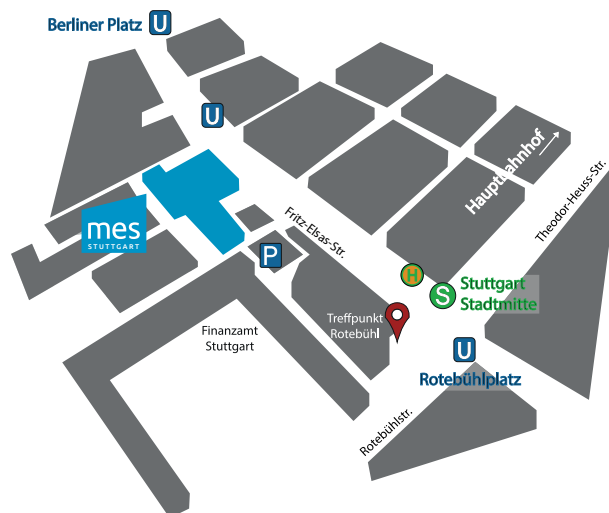 Berliner Platz U
U
Hauptbahnhof
Theodor-Heuss-Str.
mes
STUTTGART
Fritz-Elsas-Str.
P
H
Stuttgart
S
Stadtmitte
Treffpunkt
Rotebühl
Finanzamt
Stuttgart
U
Rotebühlplatz
Rotebühlstr.